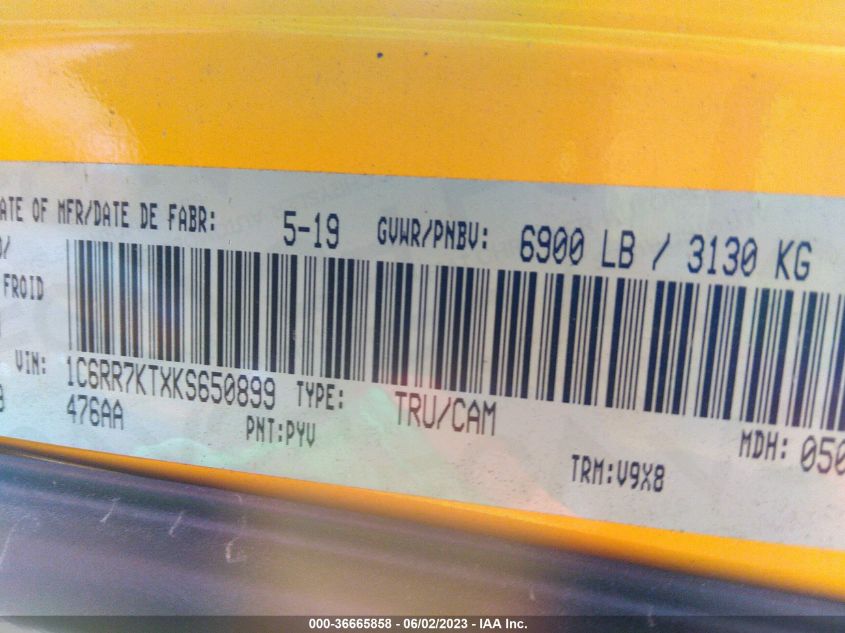 ATE OF MFR/DATE DE FABR: 5-19 GVWR/PNBV: 6900 LB / 3130 KG
FROID
VIN: 1C6RR7KTXKS650899 TYPE: TRU/CAM MDH: 050
476AA PNT:PYV TRM:V9X8
000-36665858 - 06/02/2023 - IAA Inc.